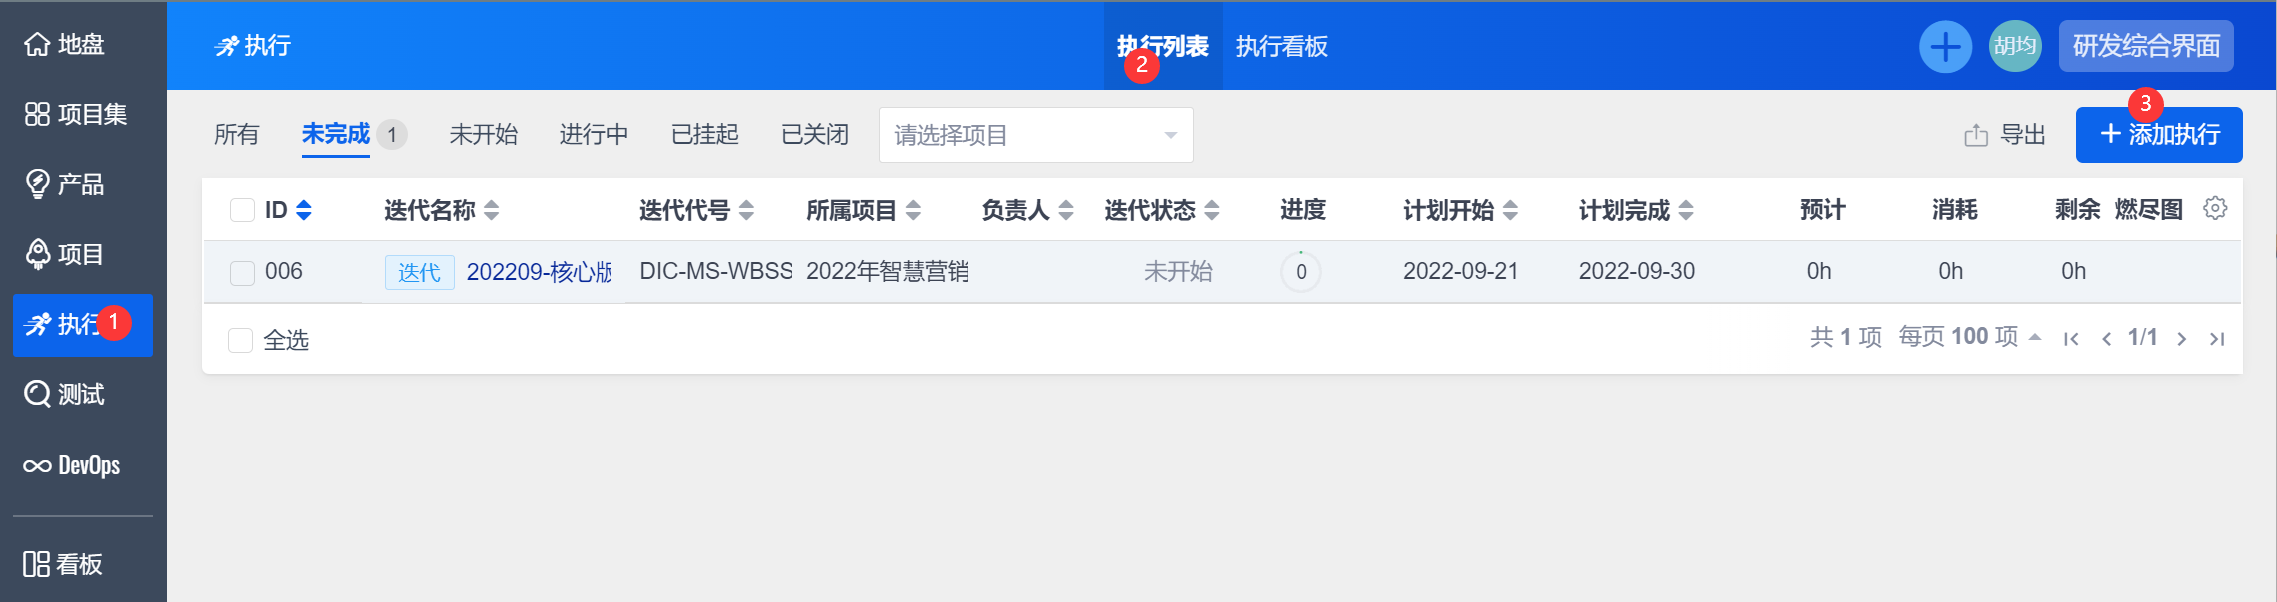 地盘
项目集
产品
项目
执行 1
测试
DevOps
看板
执行
执行列表 执行看板
2
胡均 研发综合界面
所有 未完成 1 未开始 进行中 已挂起 已关闭 请选择项目 导出 + 添加执行
3
ID 迭代名称 迭代代号 所属项目 负责人 迭代状态 进度 计划开始 计划完成 预计 消耗 剩余 燃尽图
006 迭代 202209-核心版 DIC-MS-WBSS 2022年智慧营销 未开始 0 2022-09-21 2022-09-30 0h 0h 0h
全选 共 1 项 每页 100 项 1/1